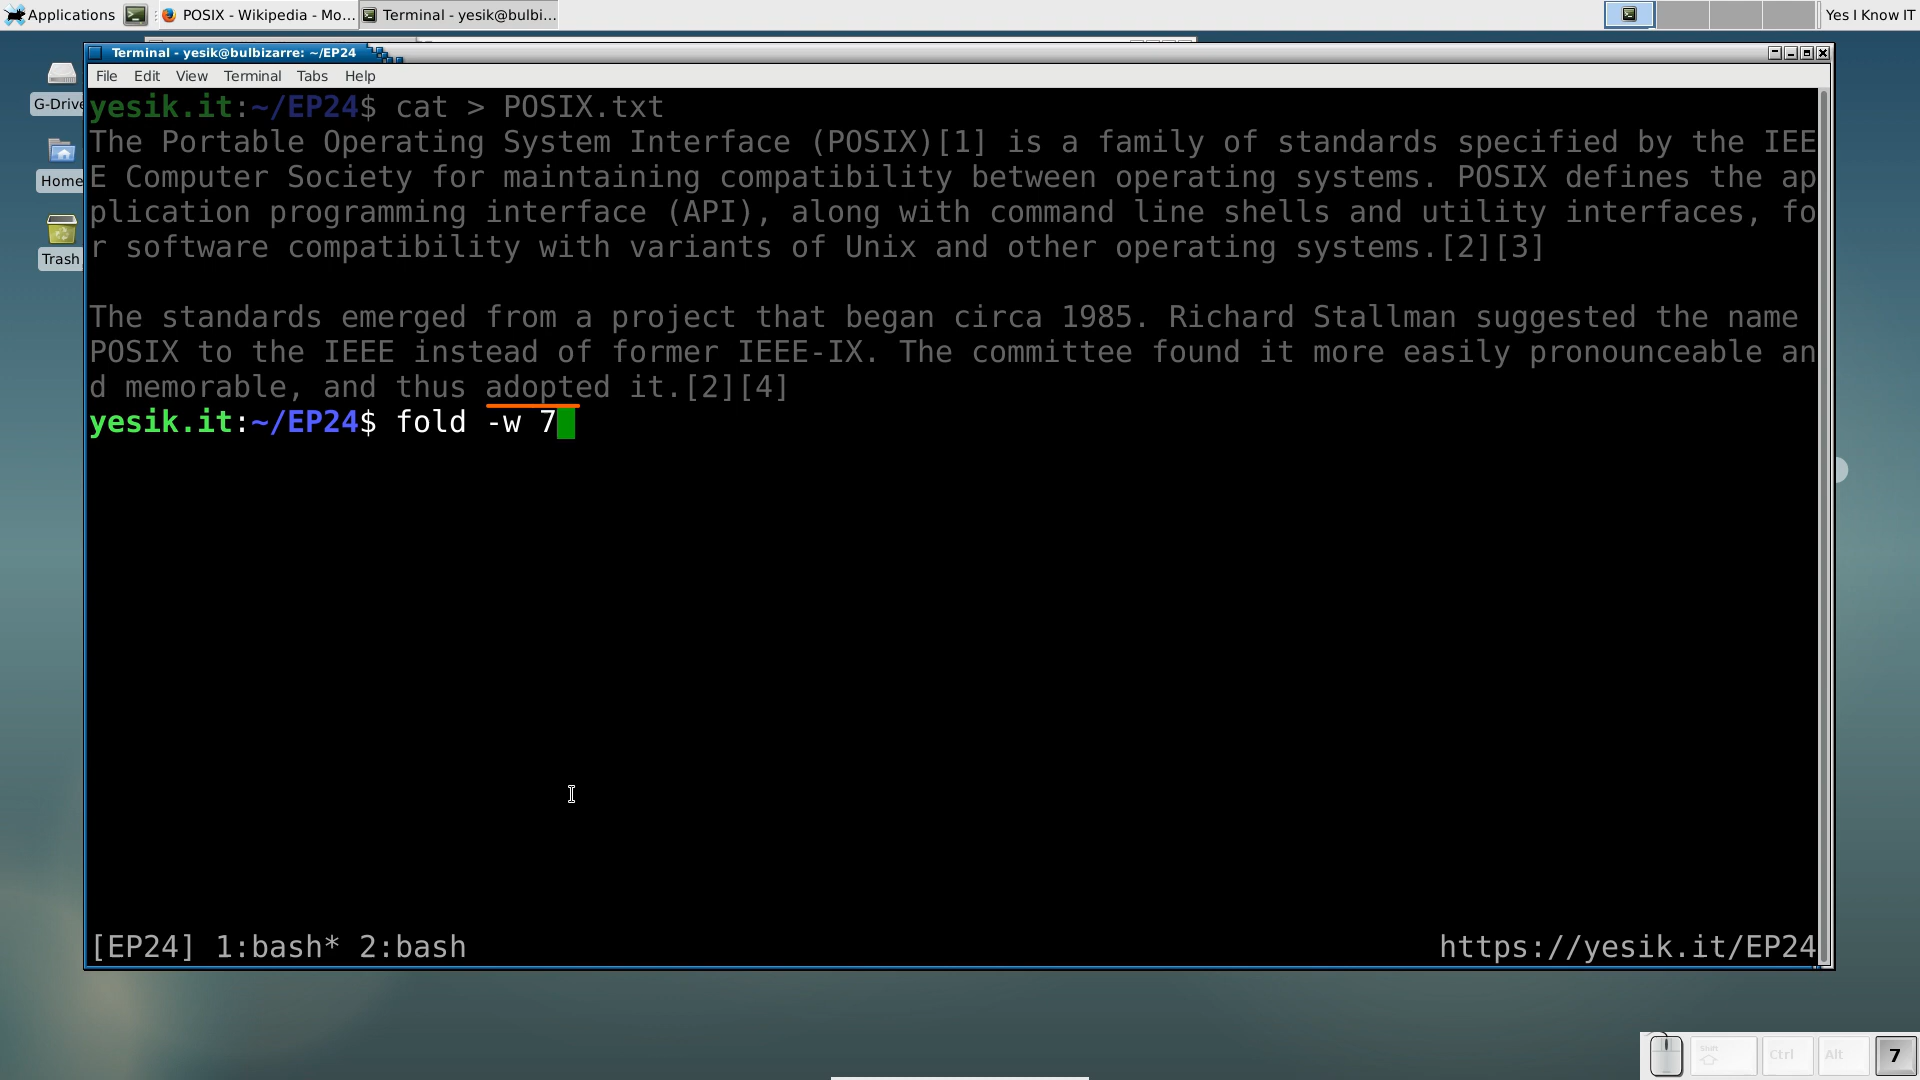 Applications
POSIX - Wikipedia - Mo...
Terminal - yesik@bulbi...
Yes I Know IT
Terminal - yesik@bulbizarre: ~/EP24
File Edit View Terminal Tabs Help
G-Drive
Home
Trash
yesik.it:~/EP24$ cat > POSIX.txt
The Portable Operating System Interface (POSIX)[1] is a family of standards specified by the IEE
E Computer Society for maintaining compatibility between operating systems. POSIX defines the ap
plication programming interface (API), along with command line shells and utility interfaces, fo
r software compatibility with variants of Unix and other operating systems.[2][3]
The standards emerged from a project that began circa 1985. Richard Stallman suggested the name
POSIX to the IEEE instead of former IEEE-IX. The committee found it more easily pronounceable an
d memorable, and thus adopted it.[2][4]
yesik.it:~/EP24$ fold -w 7
[EP24] 1:bash* 2:bash
https://yesik.it/EP24
Shift
Ctrl
Alt
7